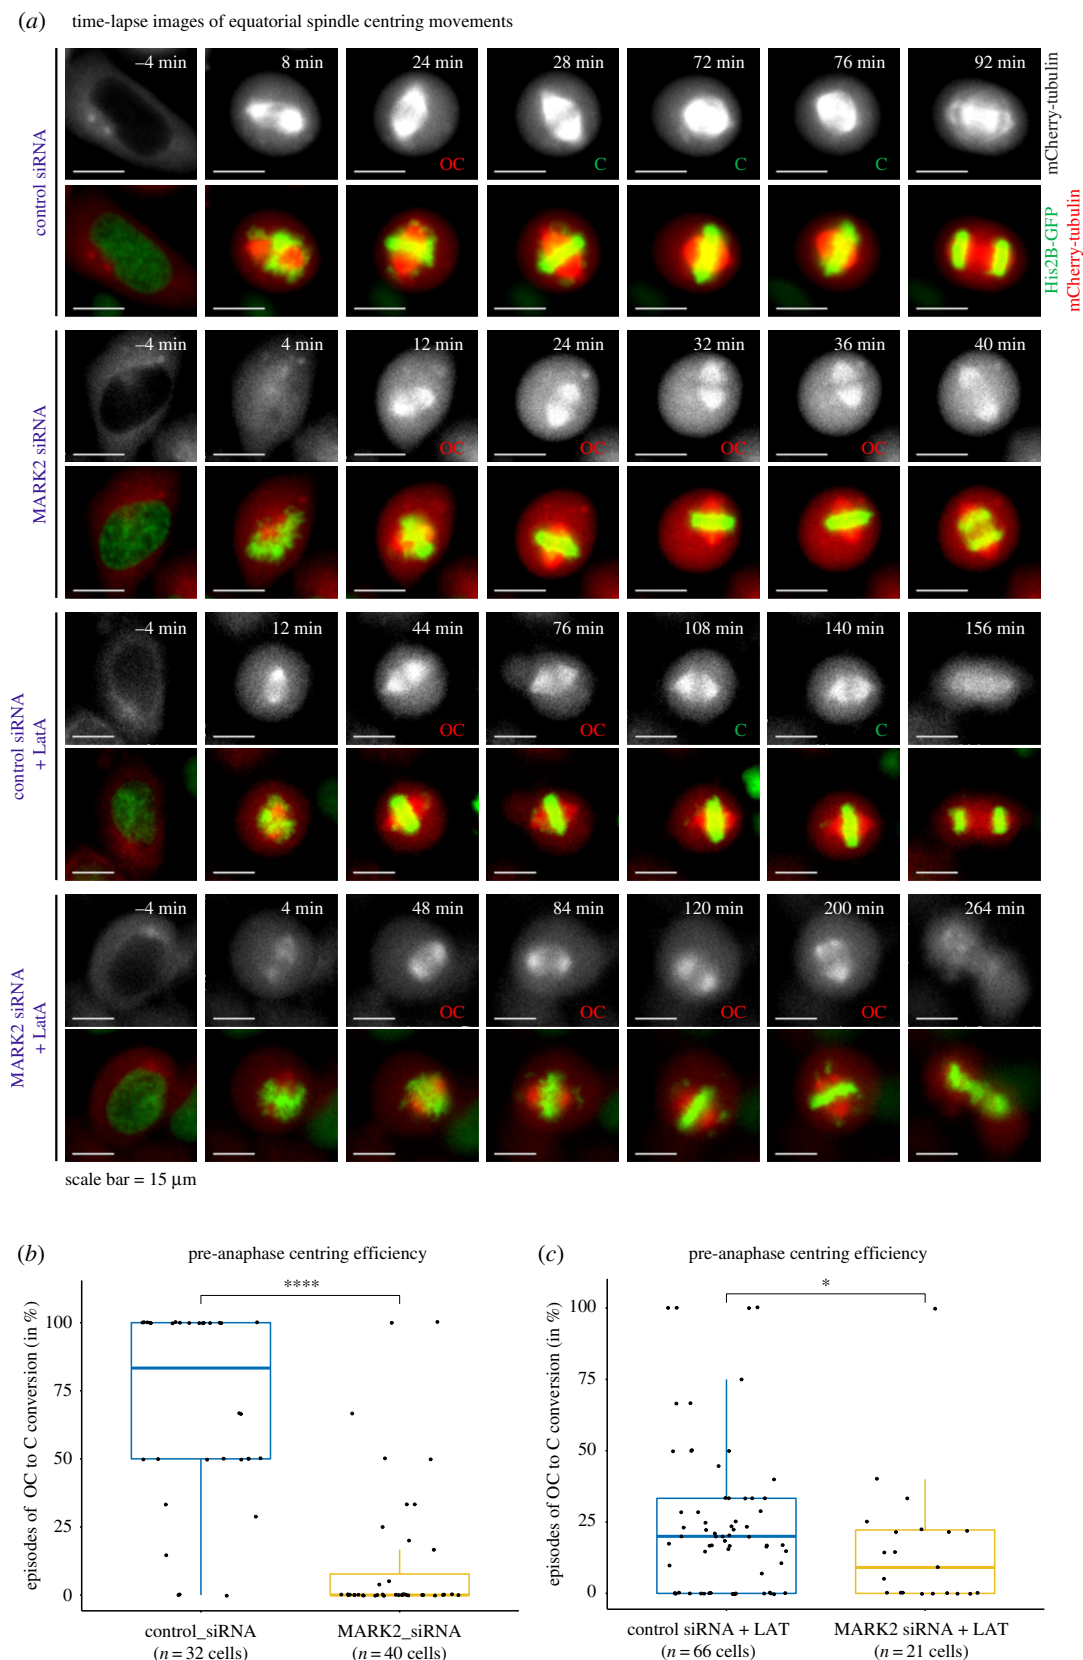 (a) time-lapse images of equatorial spindle centring movements
control siRNA
–4 min 8 min 24 min 28 min 72 min 76 min 92 min
OC C C C
mCherry-tubulin
His2B-GFP
mCherry-tubulin
MARK2 siRNA
–4 min 4 min 12 min 24 min 32 min 36 min 40 min
OC OC OC OC
control siRNA
+ LatA
–4 min 12 min 44 min 76 min 108 min 140 min 156 min
OC OC C C
MARK2 siRNA
+ LatA
–4 min 4 min 48 min 84 min 120 min 200 min 264 min
OC OC OC OC
scale bar = 15 µm
(b) pre-anaphase centring efficiency
****
episodes of OC to C conversion (in %)
100
75
50
25
0
control_siRNA MARK2_siRNA
(n = 32 cells) (n = 40 cells)
(c) pre-anaphase centring efficiency
*
episodes of OC to C conversion (in %)
100
75
50
25
0
control siRNA + LAT MARK2 siRNA + LAT
(n = 66 cells) (n = 21 cells)